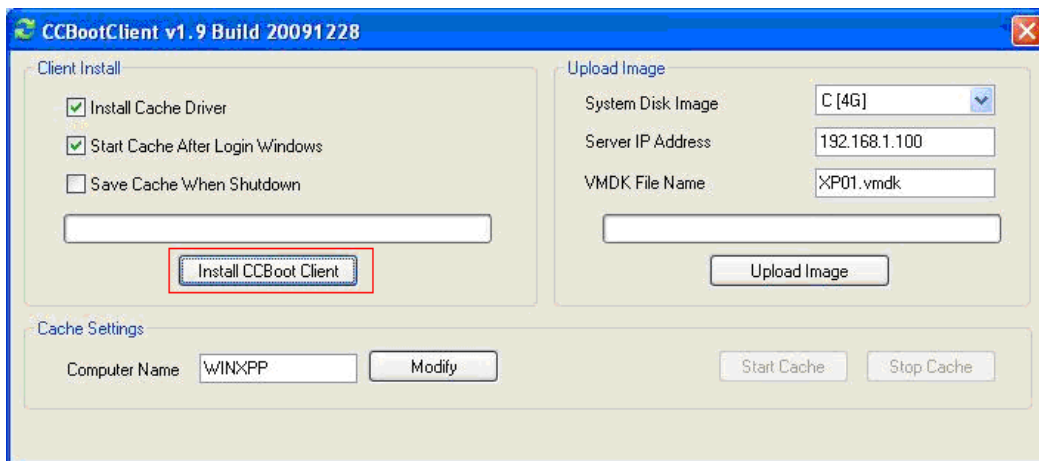 CCBootClient v1.9 Build 20091228
Client Install
Install Cache Driver
Start Cache After Login Windows
Save Cache When Shutdown
Install CCBoot Client
Upload Image
System Disk Image
C [4G]
Server IP Address
192.168.1.100
VMDK File Name
XP01.vmdk
Upload Image
Cache Settings
Computer Name
WINXPP
Modify
Start Cache
Stop Cache